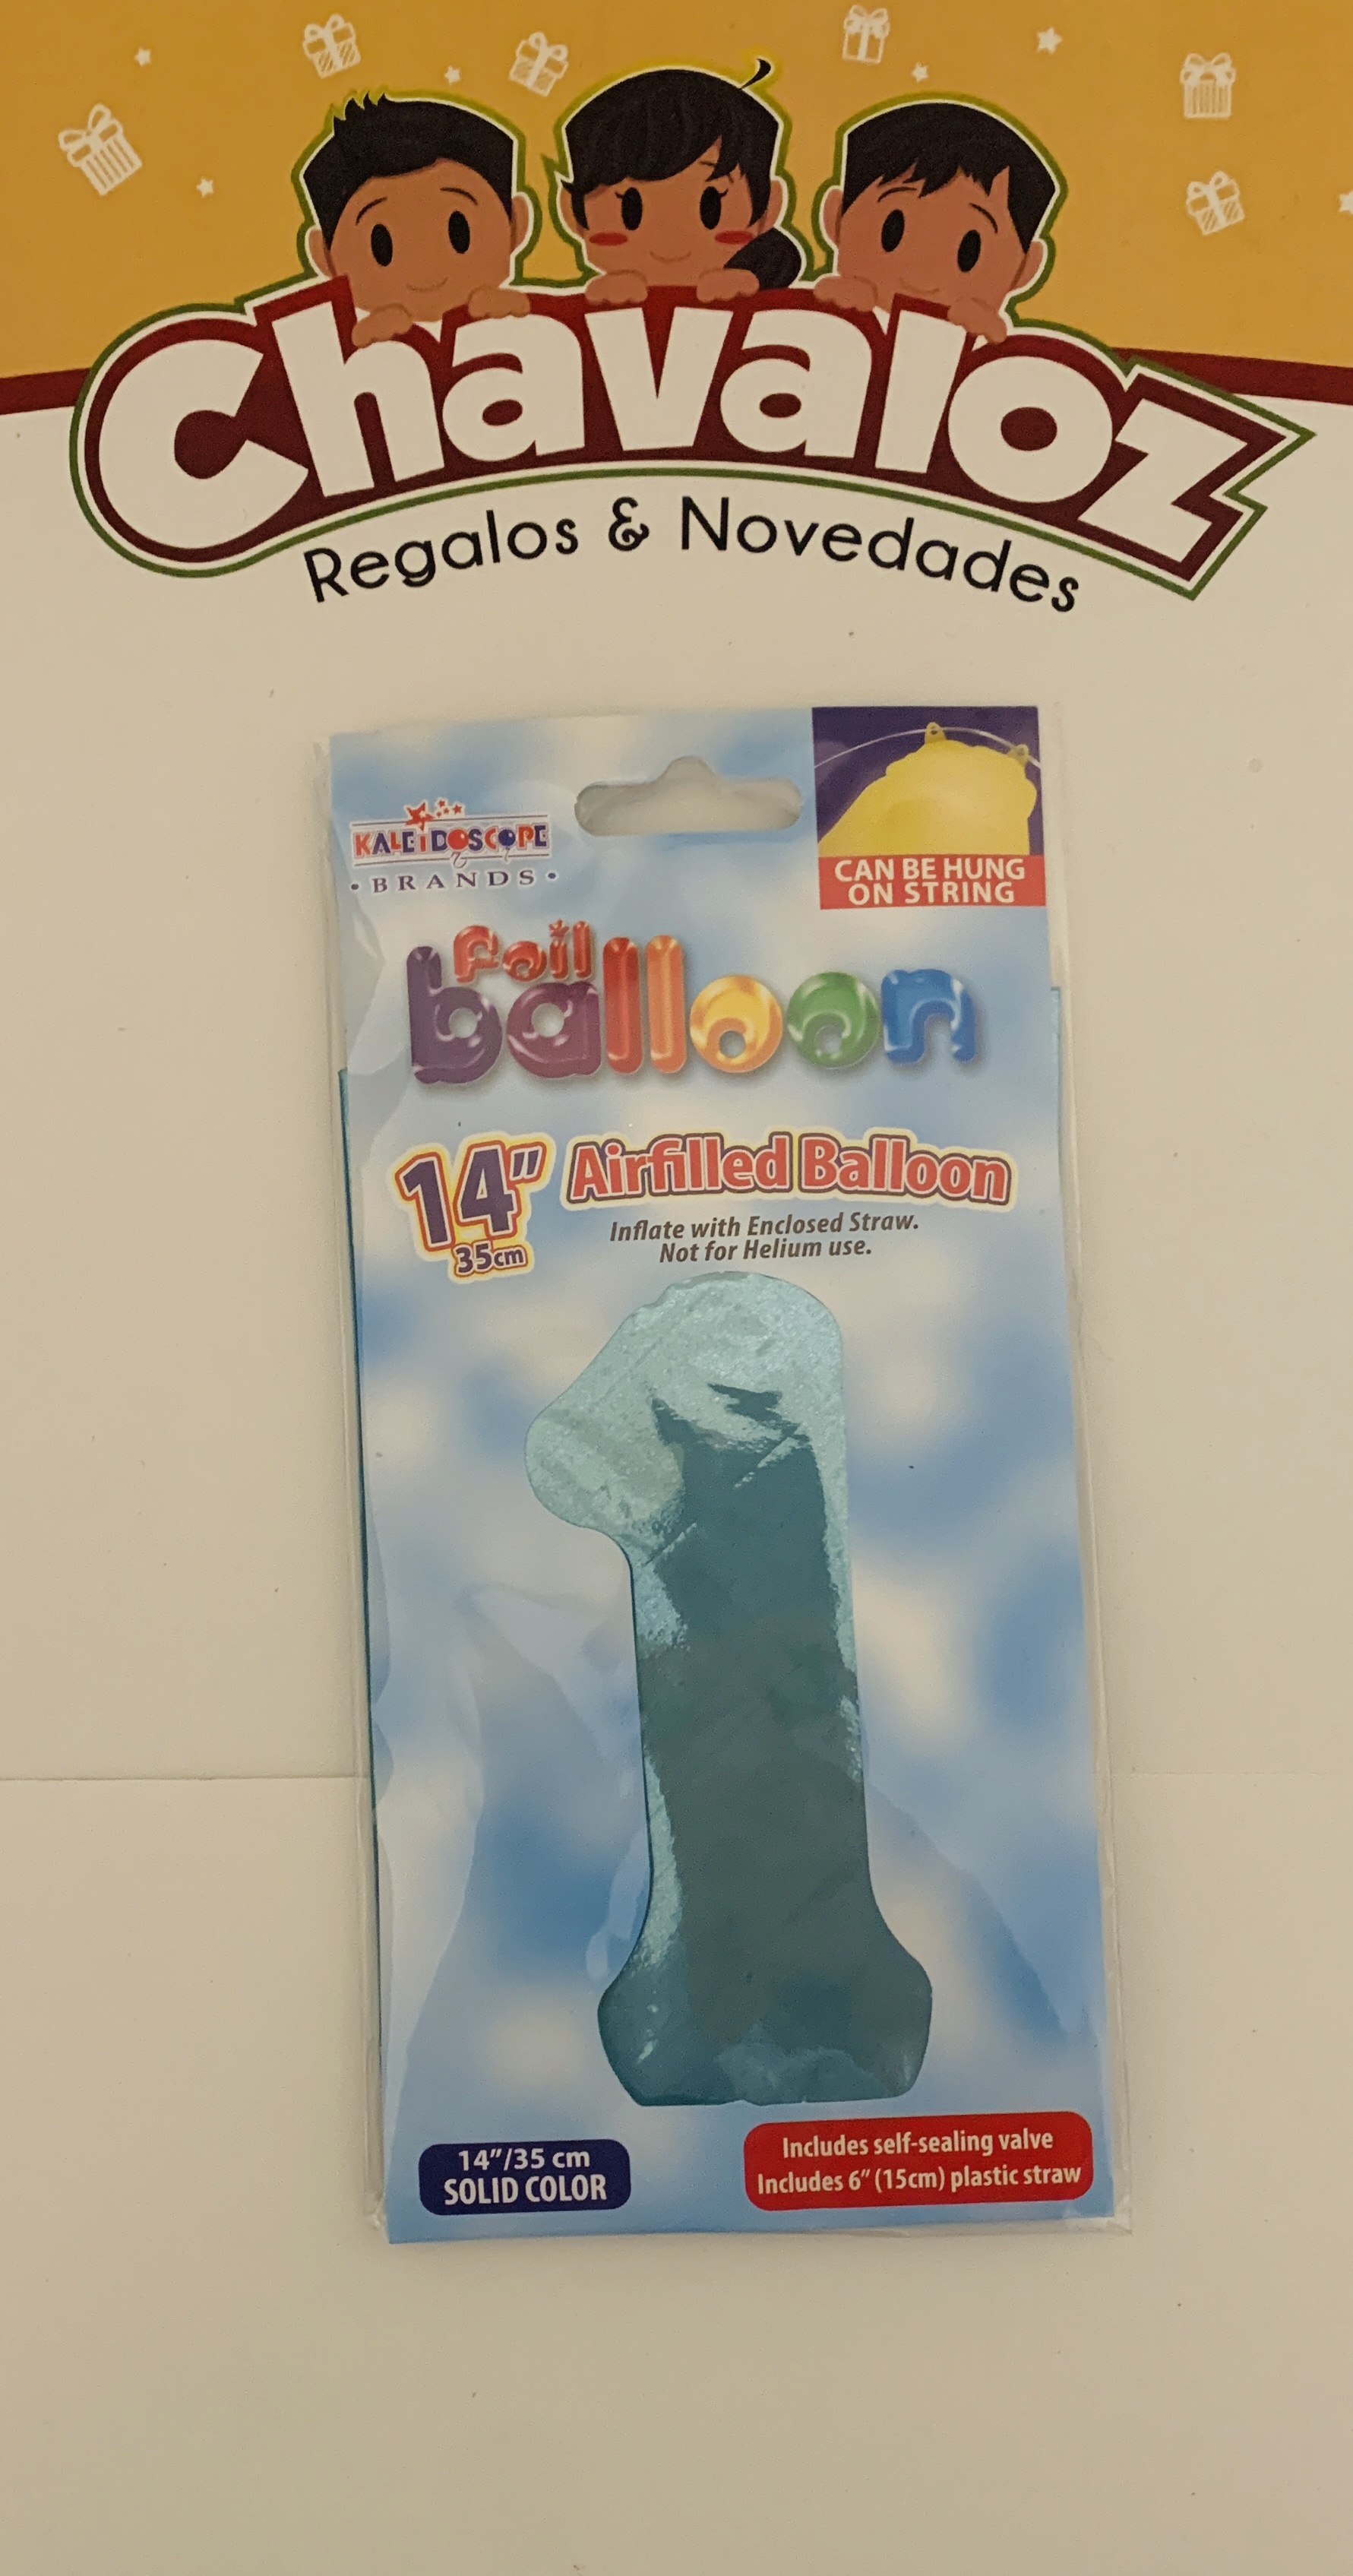 Chavaloz
Regalos & Novedades
KALEIDOSCOPE
• BRANDS •
CAN BE HUNG
ON STRING
foil
balloon
14" Airfilled Balloon
35cm
Inflate with Enclosed Straw.
Not for Helium use.
14"/35 cm
SOLID COLOR
Includes self-sealing valve
Includes 6" (15cm) plastic straw